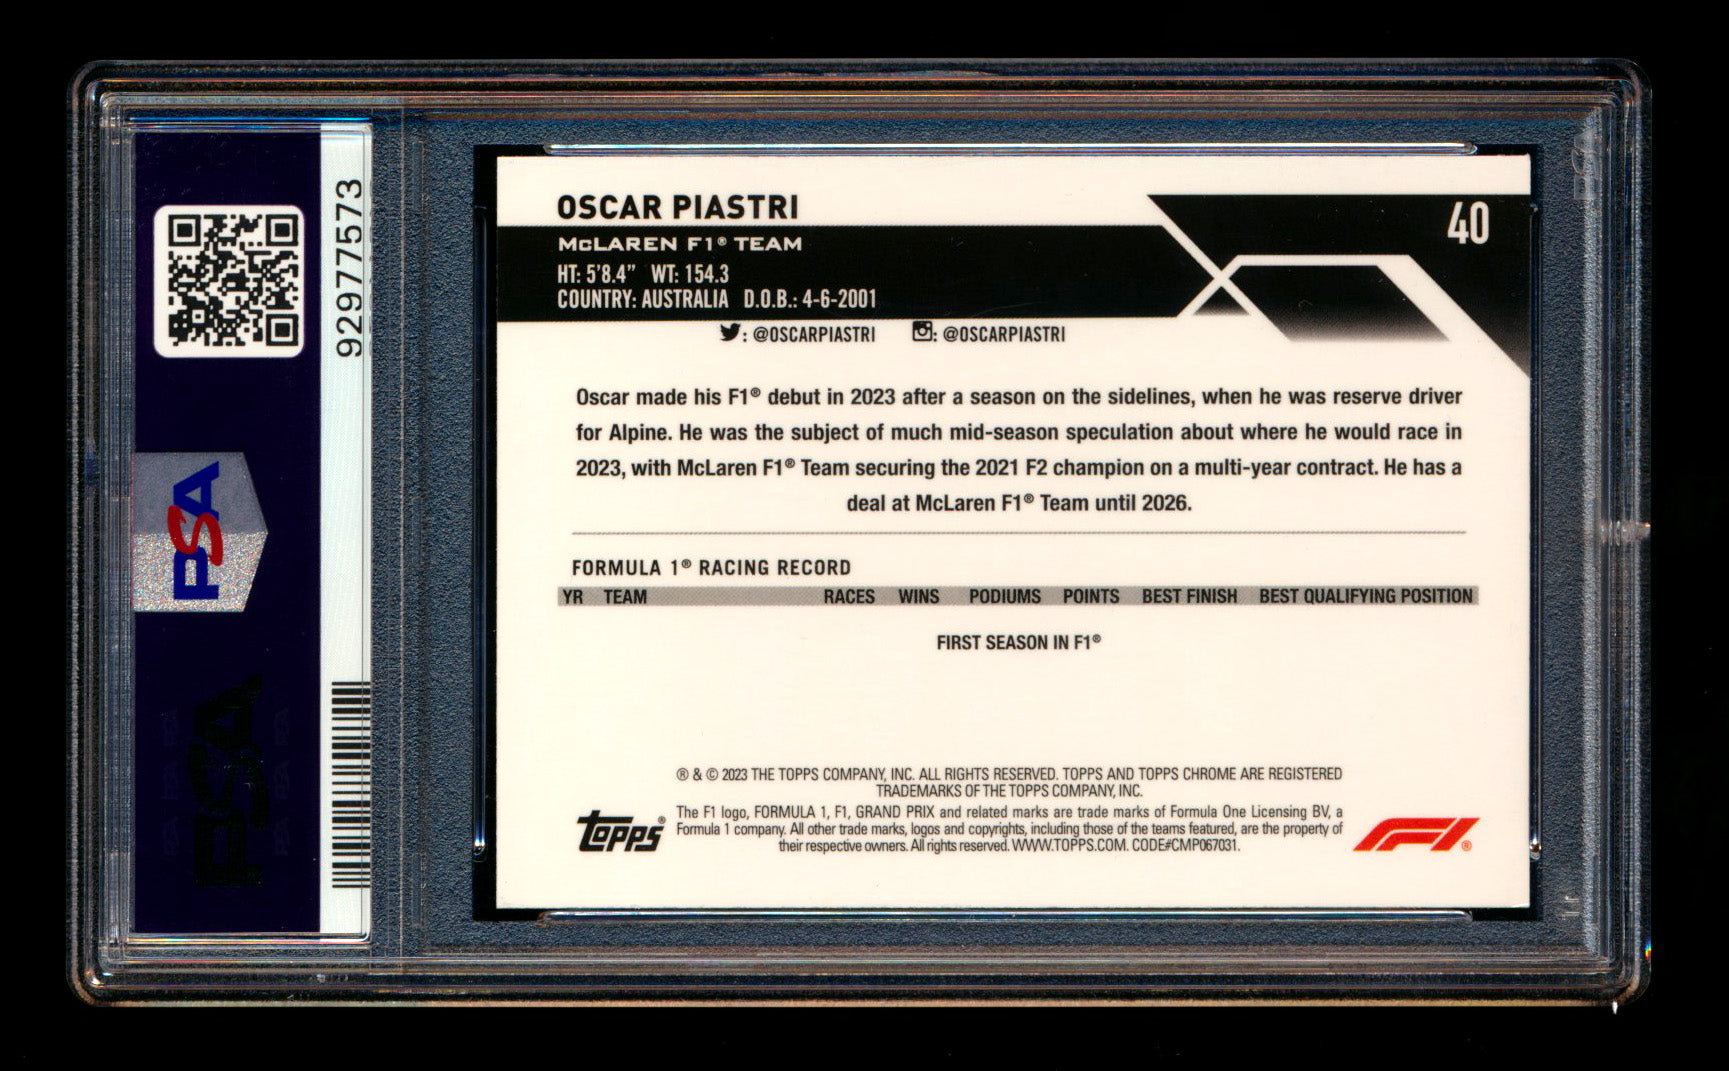 OSCAR PIASTRI
40
McLAREN F1® TEAM
HT: 5'8.4" WT: 154.3
COUNTRY: AUSTRALIA D.O.B.: 4-6-2001
: @OSCARPIASTRI : @OSCARPIASTRI
Oscar made his F1® debut in 2023 after a season on the sidelines, when he was reserve driver
for Alpine. He was the subject of much mid-season speculation about where he would race in
2023, with McLaren F1® Team securing the 2021 F2 champion on a multi-year contract. He has a
deal at McLaren F1® Team until 2026.
FORMULA 1® RACING RECORD
YR TEAM RACES WINS PODIUMS POINTS BEST FINISH BEST QUALIFYING POSITION
FIRST SEASON IN F1®
® & © 2023 THE TOPPS COMPANY, INC. ALL RIGHTS RESERVED. TOPPS AND TOPPS CHROME ARE REGISTERED
TRADEMARKS OF THE TOPPS COMPANY, INC.
The F1 logo, FORMULA 1, F1, GRAND PRIX and related marks are trade marks of Formula One Licensing BV, a
Formula 1 company. All other trade marks, logos and copyrights, including those of the teams featured, are the property of
their respective owners. All rights reserved. WWW.TOPPS.COM. CODE#CMP067031.
topps®
F1®
92977573
PSA
PSA